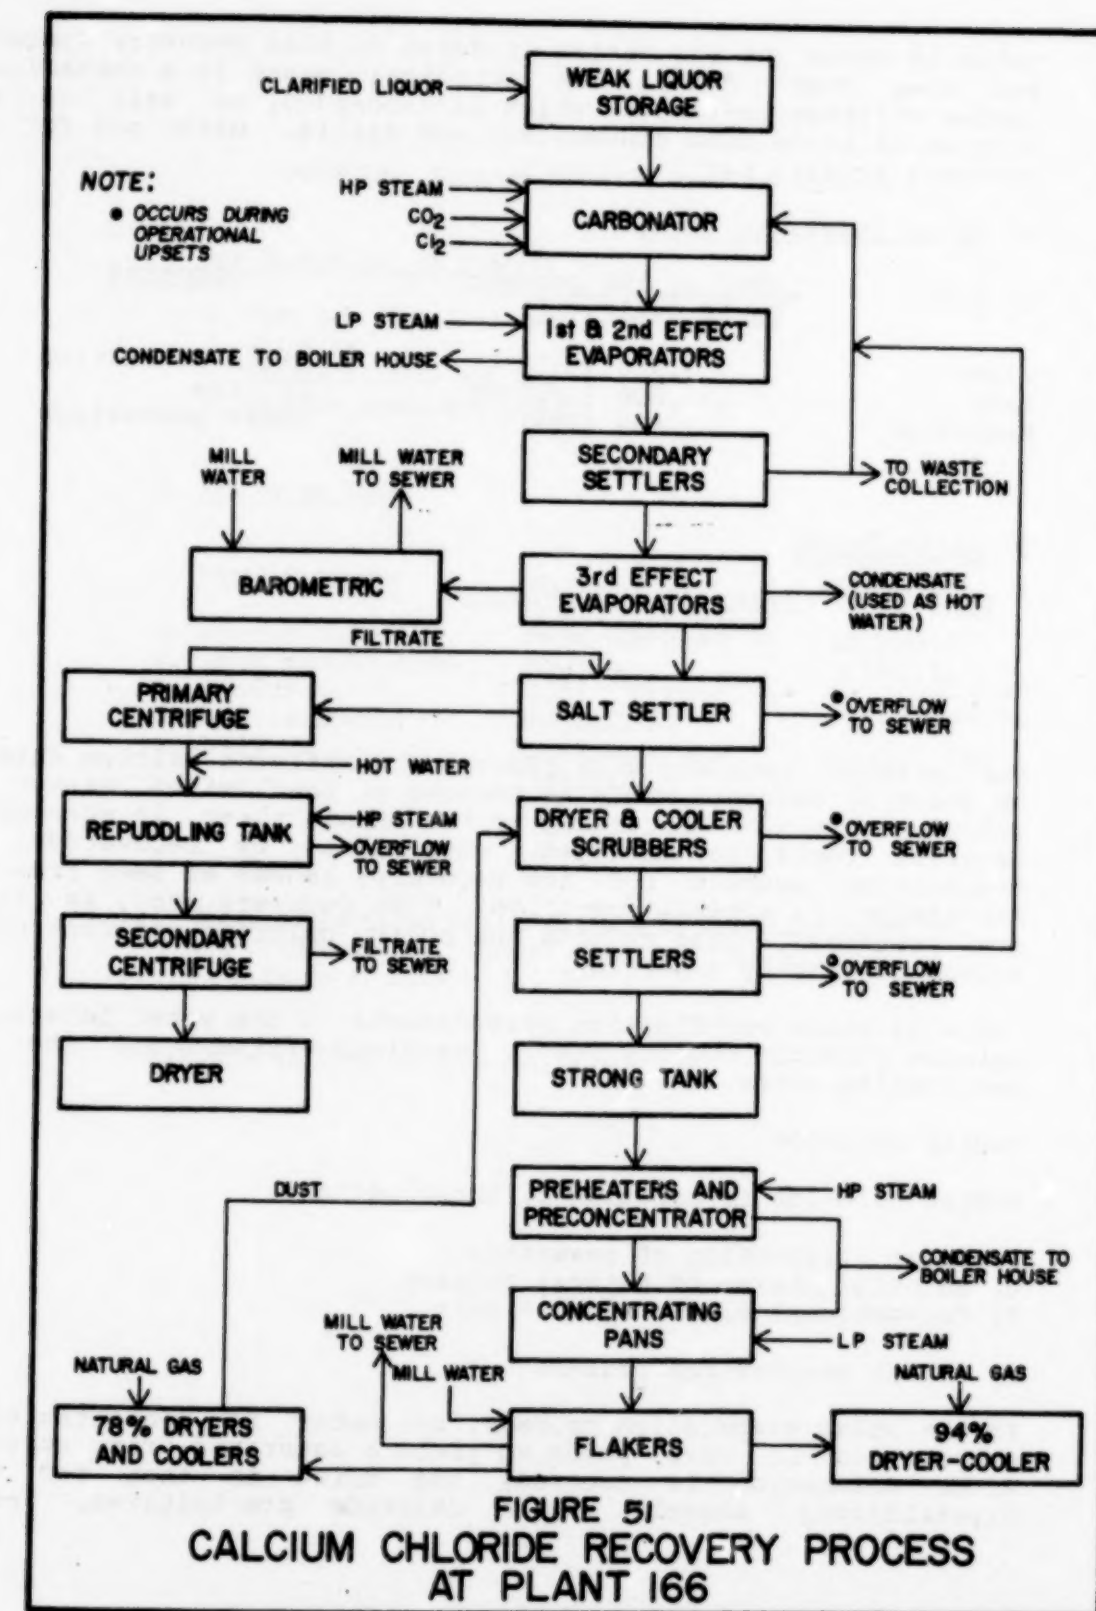 CLARIFIED LIQUOR
WEAK LIQUOR
STORAGE
NOTE:
● OCCURS DURING
OPERATIONAL
UPSETS
HP STEAM
CO2
Cl2
CARBONATOR
LP STEAM
CONDENSATE TO BOILER HOUSE
1st & 2nd EFFECT
EVAPORATORS
SECONDARY
SETTLERS
TO WASTE
COLLECTION
MILL
WATER
MILL WATER
TO SEWER
BAROMETRIC
3rd EFFECT
EVAPORATORS
CONDENSATE
(USED AS HOT
WATER)
FILTRATE
PRIMARY
CENTRIFUGE
SALT SETTLER
● OVERFLOW
TO SEWER
HOT WATER
REPUDDLING TANK
HP STEAM
OVERFLOW
TO SEWER
DRYER & COOLER
SCRUBBERS
● OVERFLOW
TO SEWER
SECONDARY
CENTRIFUGE
FILTRATE
TO SEWER
SETTLERS
● OVERFLOW
TO SEWER
DRYER
STRONG TANK
DUST
PREHEATERS AND
PRECONCENTRATOR
HP STEAM
CONDENSATE TO
BOILER HOUSE
CONCENTRATING
PANS
LP STEAM
MILL WATER
TO SEWER
MILL WATER
NATURAL GAS
NATURAL GAS
78% DRYERS
AND COOLERS
FLAKERS
94%
DRYER-COOLER
FIGURE 51
CALCIUM CHLORIDE RECOVERY PROCESS
AT PLANT 166